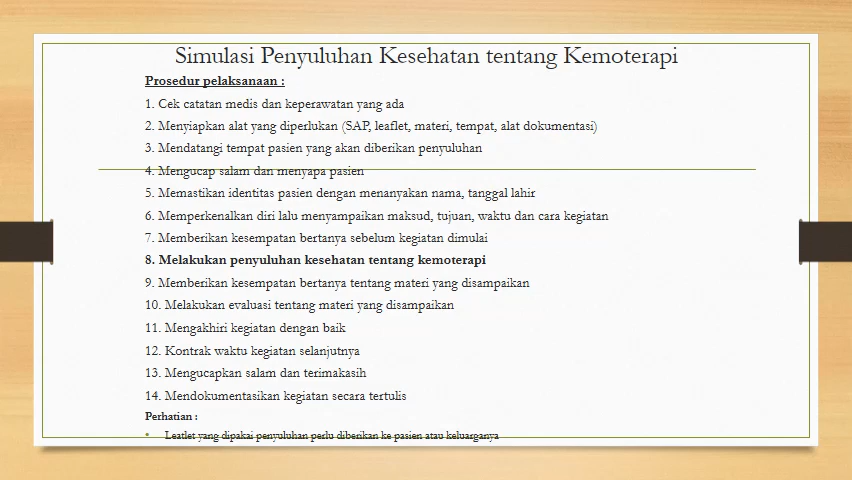 Simulasi Penyuluhan Kesehatan tentang Kemoterapi
Prosedur pelaksanaan :
1. Cek catatan medis dan keperawatan yang ada
2. Menyiapkan alat yang diperlukan (SAP, leaflet, materi, tempat, alat dokumentasi)
3. Mendatangi tempat pasien yang akan diberikan penyuluhan
4. Mengucap salam dan menyapa pasien
5. Memastikan identitas pasien dengan menanyakan nama, tanggal lahir
6. Memperkenalkan diri lalu menyampaikan maksud, tujuan, waktu dan cara kegiatan
7. Memberikan kesempatan bertanya sebelum kegiatan dimulai
8. Melakukan penyuluhan kesehatan tentang kemoterapi
9. Memberikan kesempatan bertanya tentang materi yang disampaikan
10. Melakukan evaluasi tentang materi yang disampaikan
11. Mengakhiri kegiatan dengan baik
12. Kontrak waktu kegiatan selanjutnya
13. Mengucapkan salam dan terimakasih
14. Mendokumentasikan kegiatan secara tertulis
Perhatian :
• Leatlet yang dipakai penyuluhan perlu diberikan ke pasien atau keluarganya